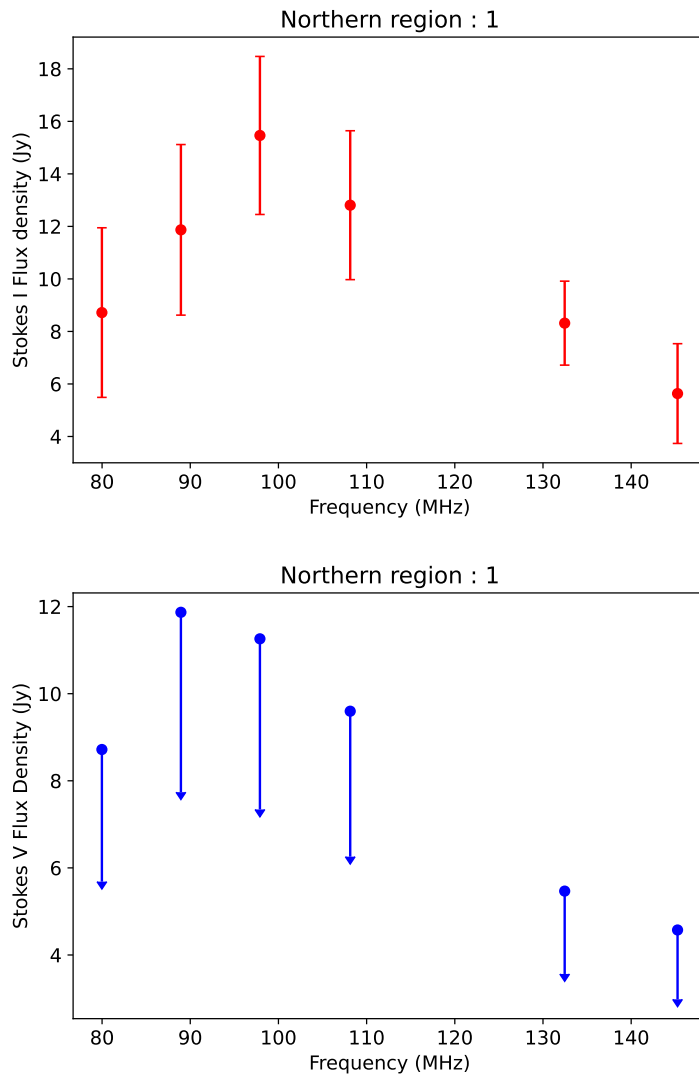 Northern region : 1
18
16
14
12
10
8
6
4
Stokes I Flux density (Jy)
80 90 100 110 120 130 140
Frequency (MHz)
Northern region : 1
12
10
8
6
4
Stokes V Flux Density (Jy)
80 90 100 110 120 130 140
Frequency (MHz)